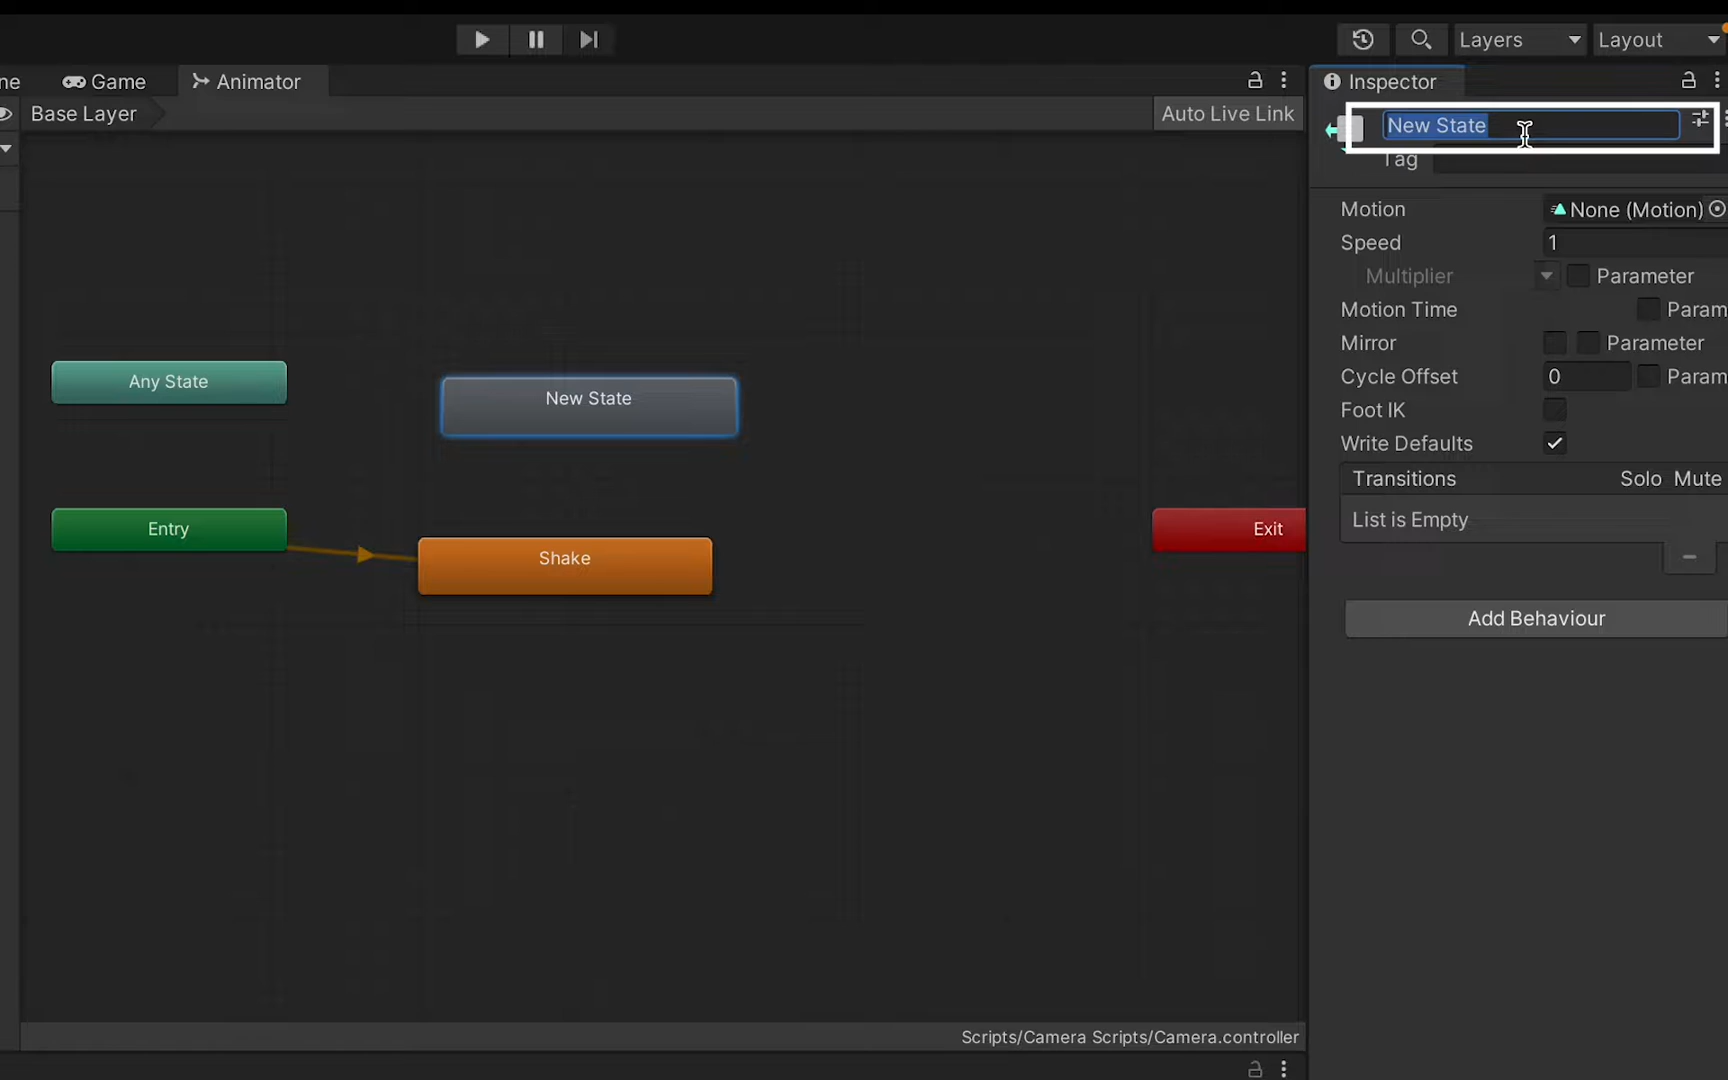 Layers Layout
ne Game Animator Inspector
Base Layer Auto Live Link
New State
Tag
Motion None (Motion)
Speed 1
Multiplier Parameter
Motion Time Param
Mirror Parameter
Cycle Offset 0 Param
Foot IK
Write Defaults
Transitions Solo Mute
List is Empty
Add Behaviour
Any State
New State
Entry
Shake
Exit
Scripts/Camera Scripts/Camera.controller